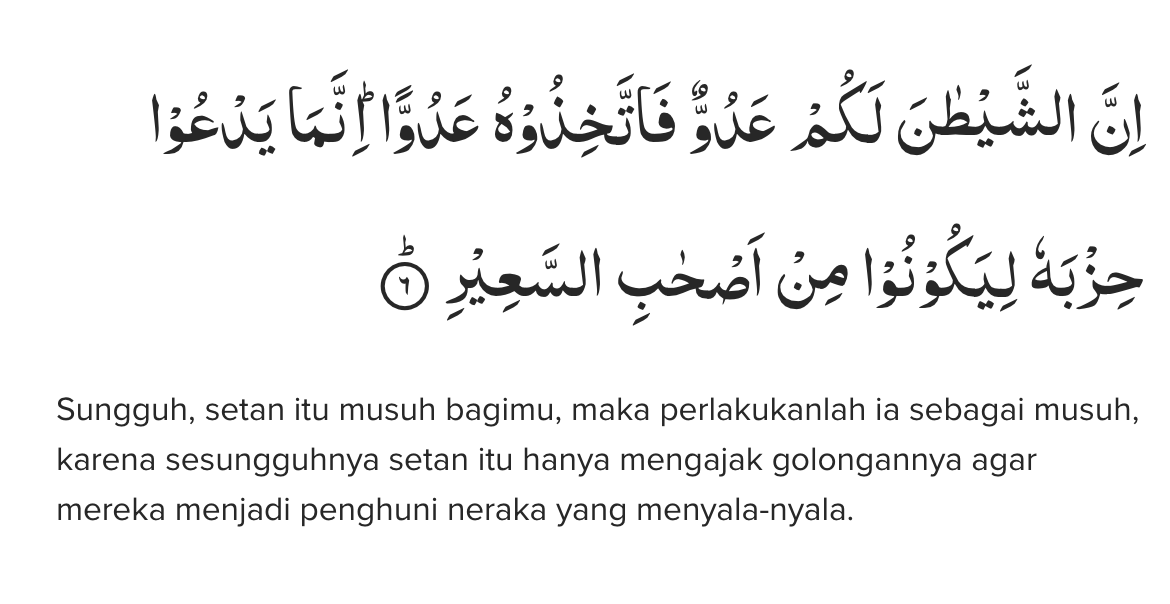 اِنَّ الشَّيْطٰنَ لَكُمْ عَدُوٌّ فَاتَّخِذُوْهُ عَدُوًّاۗ اِنَّمَا يَدْعُوْا
حِزْبَهٗ لِيَكُوْنُوْا مِنْ اَصْحٰبِ السَّعِيْرِۗ ٦
Sungguh, setan itu musuh bagimu, maka perlakukanlah ia sebagai musuh,
karena sesungguhnya setan itu hanya mengajak golongannya agar
mereka menjadi penghuni neraka yang menyala-nyala.